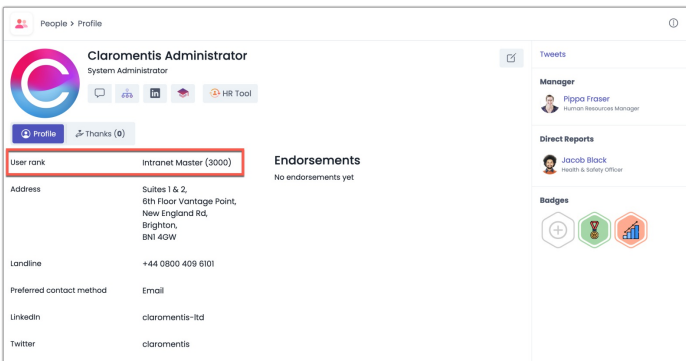 People > Profile
Claromentis Administrator
System Administrator
in
HR Tool
Profile
Thanks (0)
User rank Intranet Master (3000)
Address Suites 1 & 2,
6th Floor Vantage Point,
New England Rd,
Brighton,
BN1 4GW
Landline +44 0800 409 6101
Preferred contact method Email
LinkedIn claromentis-ltd
Twitter claromentis
Endorsements
No endorsements yet
Tweets
Manager
Pippa Fraser
Human Resources Manager
Direct Reports
Jacob Black
Health & Safety Officer
Badges